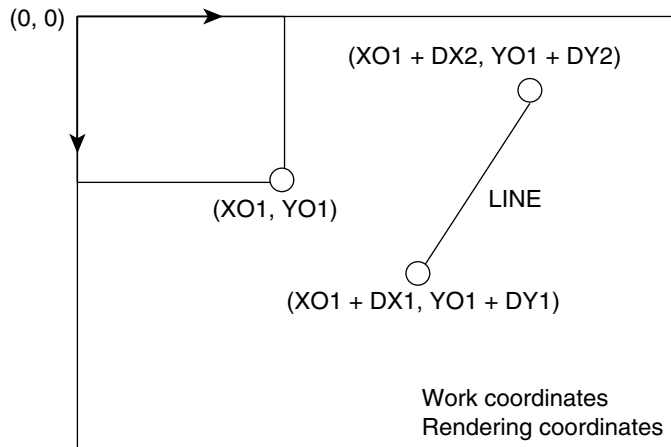 (0, 0)
(XO1 + DX2, YO1 + DY2)
(XO1, YO1)
LINE
(XO1 + DX1, YO1 + DY1)
Work coordinates
Rendering coordinates